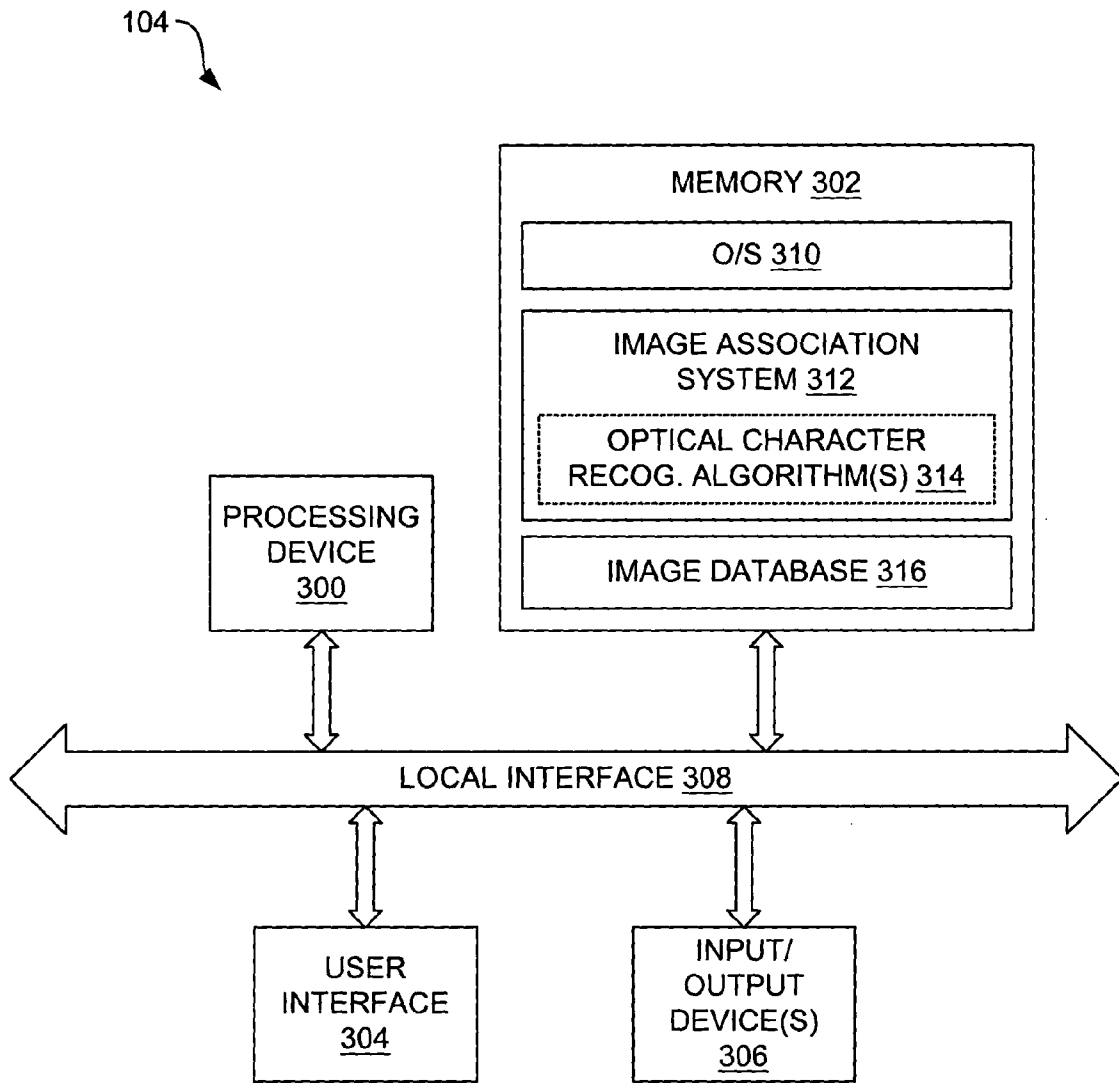 104
MEMORY 302
O/S 310
IMAGE ASSOCIATION
SYSTEM 312
OPTICAL CHARACTER
RECOG. ALGORITHM(S) 314
IMAGE DATABASE 316
PROCESSING
DEVICE
300
LOCAL INTERFACE 308
USER
INTERFACE
304
INPUT/
OUTPUT
DEVICE(S)
306